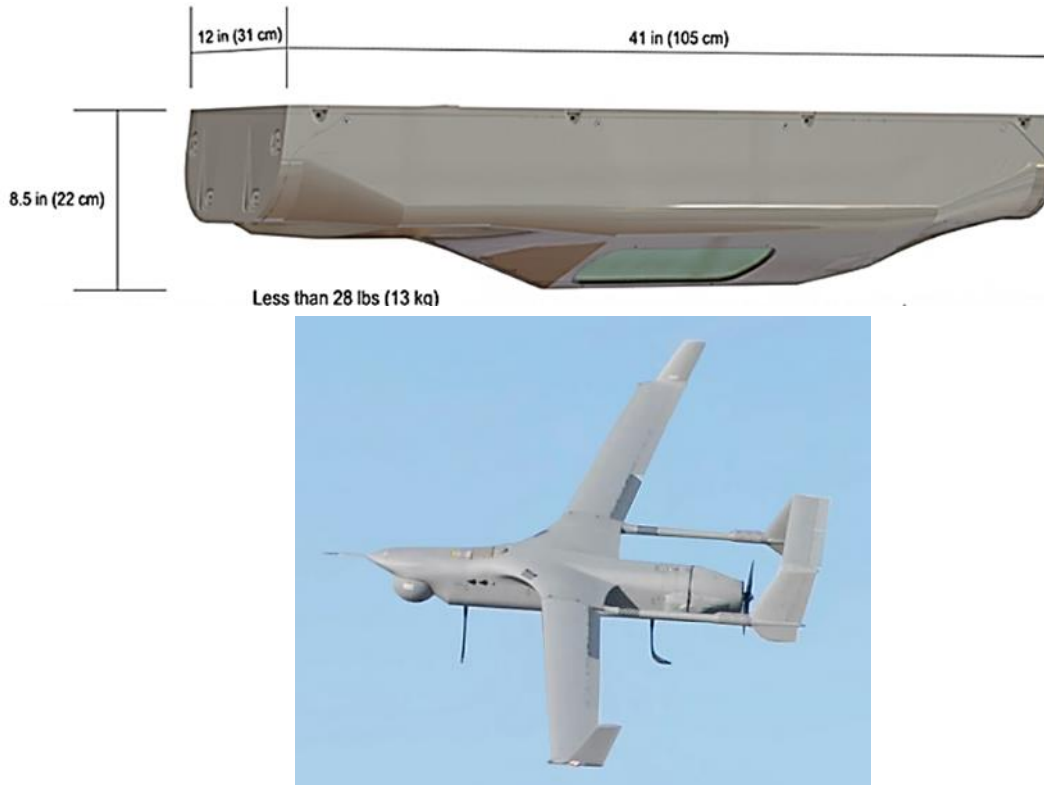 12 in (31 cm)
41 in (105 cm)
8.5 in (22 cm)
Less than 28 lbs (13 kg)